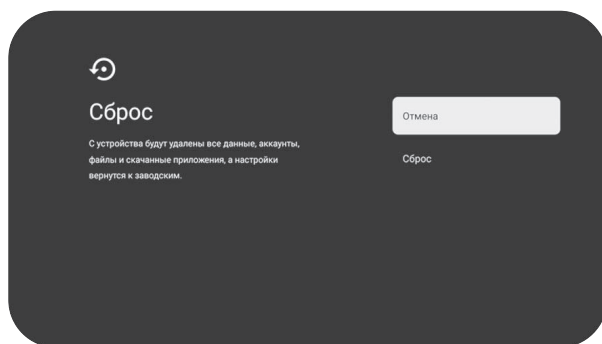 Сброс
С устройства будут удалены все данные, аккаунты,
файлы и скачанные приложения, а настройки
вернутся к заводским.
Отмена
Сброс